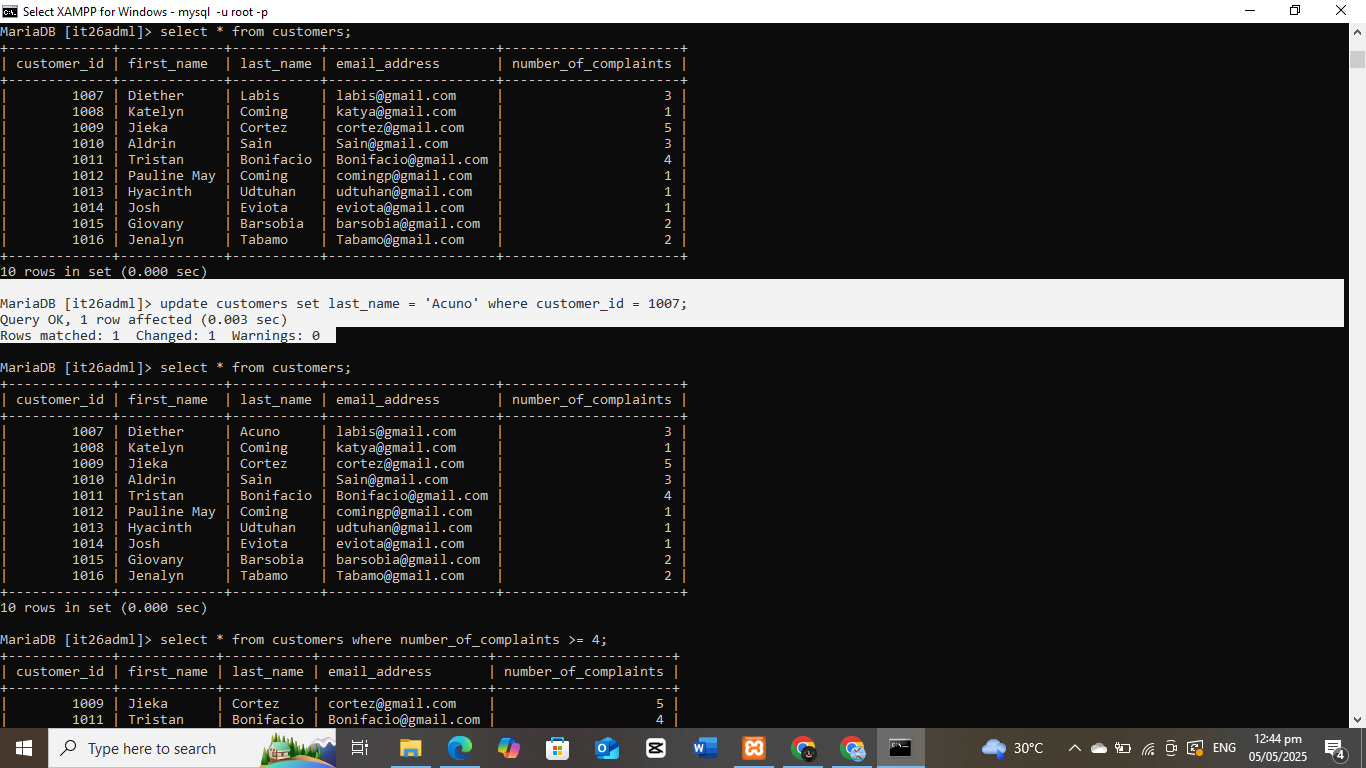 Select XAMPP for Windows - mysql  -u root -p
MariaDB [it26adml]> select * from customers;
+-------------+-------------+-----------+---------------------+----------------------+
| customer_id | first_name  | last_name | email_address       | number_of_complaints |
+-------------+-------------+-----------+---------------------+----------------------+
|        1007 | Diether     | Labis     | labis@gmail.com     |                    3 |
|        1008 | Katelyn     | Coming    | katya@gmail.com     |                    1 |
|        1009 | Jieka       | Cortez    | cortez@gmail.com    |                    5 |
|        1010 | Aldrin      | Sain      | Sain@gmail.com      |                    3 |
|        1011 | Tristan     | Bonifacio | Bonifacio@gmail.com |                    4 |
|        1012 | Pauline May | Coming    | comingp@gmail.com   |                    1 |
|        1013 | Hyacinth    | Udtuhan   | udtuhan@gmail.com   |                    1 |
|        1014 | Josh        | Eviota    | eviota@gmail.com    |                    1 |
|        1015 | Giovany     | Barsobia  | barsobia@gmail.com  |                    2 |
|        1016 | Jenalyn     | Tabamo    | Tabamo@gmail.com    |                    2 |
+-------------+-------------+-----------+---------------------+----------------------+
10 rows in set (0.000 sec)
MariaDB [it26adml]> update customers set last_name = 'Acuno' where customer_id = 1007;
Query OK, 1 row affected (0.003 sec)
Rows matched: 1  Changed: 1  Warnings: 0
MariaDB [it26adml]> select * from customers;
+-------------+-------------+-----------+---------------------+----------------------+
| customer_id | first_name  | last_name | email_address       | number_of_complaints |
+-------------+-------------+-----------+---------------------+----------------------+
|        1007 | Diether     | Acuno     | labis@gmail.com     |                    3 |
|        1008 | Katelyn     | Coming    | katya@gmail.com     |                    1 |
|        1009 | Jieka       | Cortez    | cortez@gmail.com    |                    5 |
|        1010 | Aldrin      | Sain      | Sain@gmail.com      |                    3 |
|        1011 | Tristan     | Bonifacio | Bonifacio@gmail.com |                    4 |
|        1012 | Pauline May | Coming    | comingp@gmail.com   |                    1 |
|        1013 | Hyacinth    | Udtuhan   | udtuhan@gmail.com   |                    1 |
|        1014 | Josh        | Eviota    | eviota@gmail.com    |                    1 |
|        1015 | Giovany     | Barsobia  | barsobia@gmail.com  |                    2 |
|        1016 | Jenalyn     | Tabamo    | Tabamo@gmail.com    |                    2 |
+-------------+-------------+-----------+---------------------+----------------------+
10 rows in set (0.000 sec)
MariaDB [it26adml]> select * from customers where number_of_complaints >= 4;
+-------------+------------+-----------+---------------------+----------------------+
| customer_id | first_name | last_name | email_address       | number_of_complaints |
+-------------+------------+-----------+---------------------+----------------------+
|        1009 | Jieka      | Cortez    | cortez@gmail.com    |                    5 |
|        1011 | Tristan    | Bonifacio | Bonifacio@gmail.com |                    4 |
Type here to search
30°C
ENG
12:44 pm
05/05/2025
4